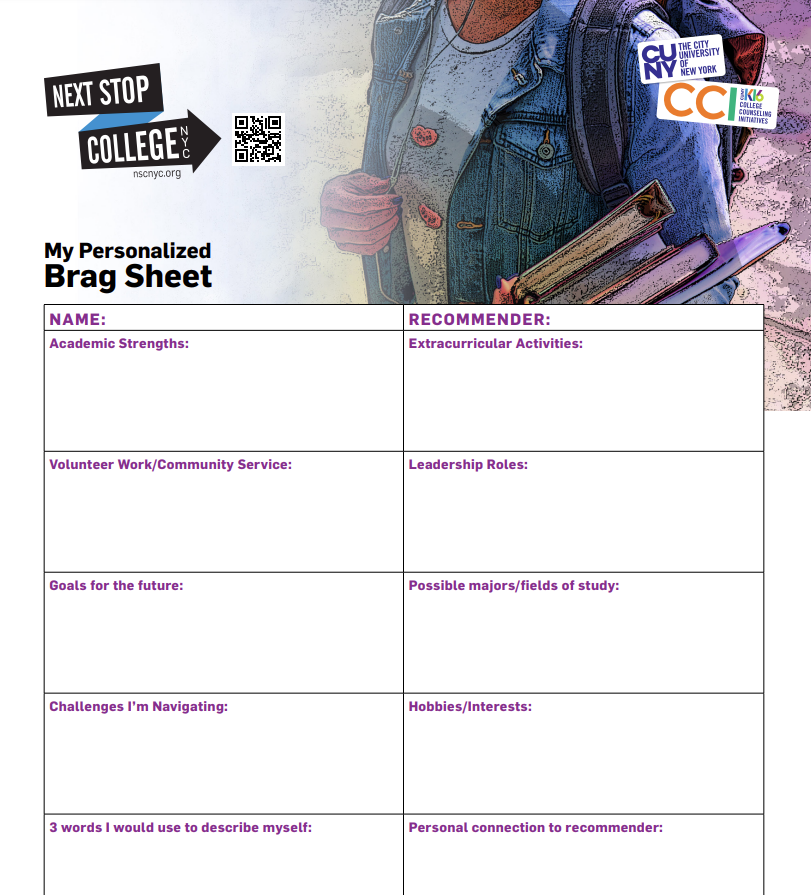 NEXT STOP
COLLEGE NYC
nscnyc.org
CUNY THE CITY
UNIVERSITY
OF
NEW YORK
CCI CUNY K16
COLLEGE
COUNSELING
INITIATIVES
My Personalized
Brag Sheet
NAME:
RECOMMENDER:
Academic Strengths:
Extracurricular Activities:
Volunteer Work/Community Service:
Leadership Roles:
Goals for the future:
Possible majors/fields of study:
Challenges I'm Navigating:
Hobbies/Interests:
3 words I would use to describe myself:
Personal connection to recommender: